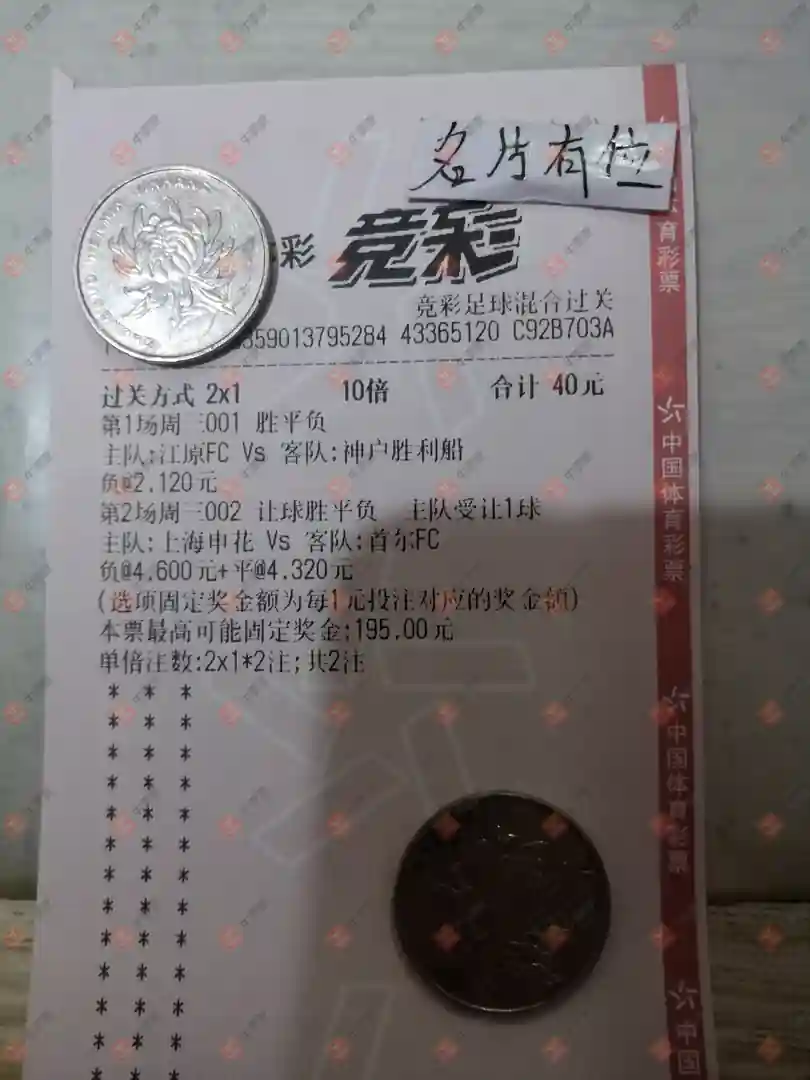 名片有位
彩 竞彩
竞彩足球混合过关
359013795284 43365120 C92B703A
过关方式 2x1 10倍 合计 40元
第1场周三001 胜平负
主队:江原FC Vs 客队:神户胜利船
负@2.120元
第2场周三002 让球胜平负 主队受让1球
主队:上海申花 Vs 客队:首尔FC
负@4.600元+平@4.320元
(选项固定奖金额为每1元投注对应的奖金额)
本票最高可能固定奖金:195.00元
单倍注数:2x1*2注;共2注
* * *
* * *
* * *
* * *
* * *
* * *
* * *
* * *
* * *
* * *
* * *
* * *
* * *
育彩票
中国体育彩票
中国体育彩票
中国